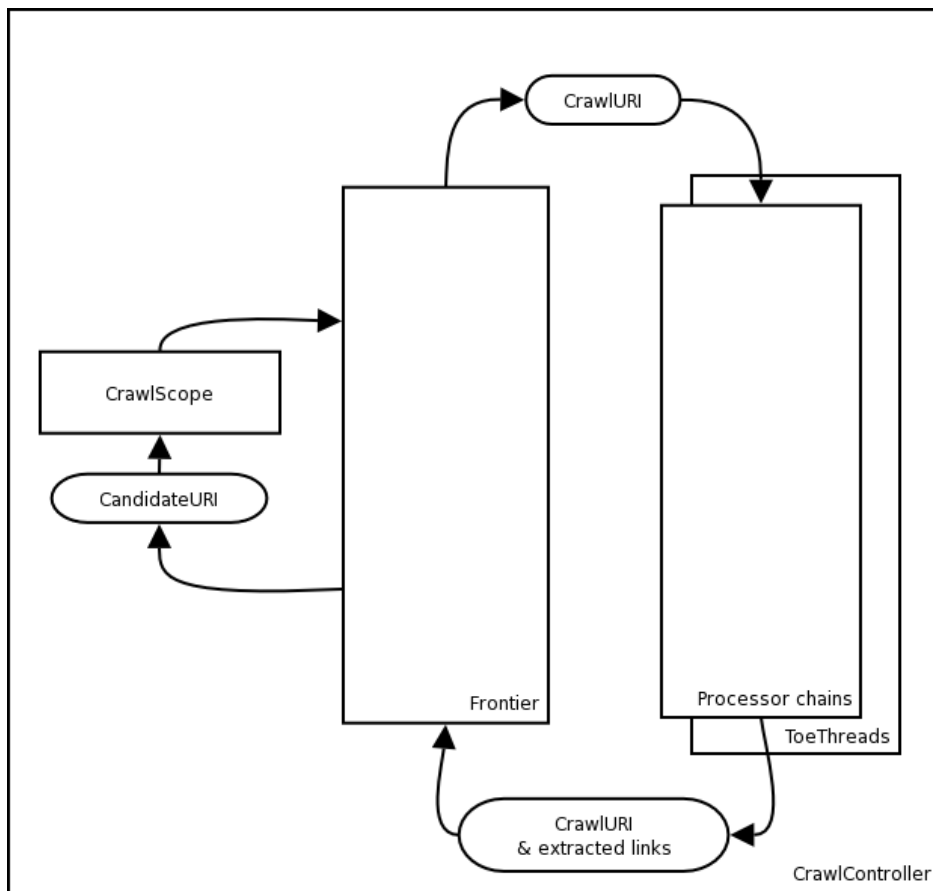 CrawlURI
CrawlScope
CandidateURI
Frontier
Processor chains
ToeThreads
CrawlURI
& extracted links
CrawlController